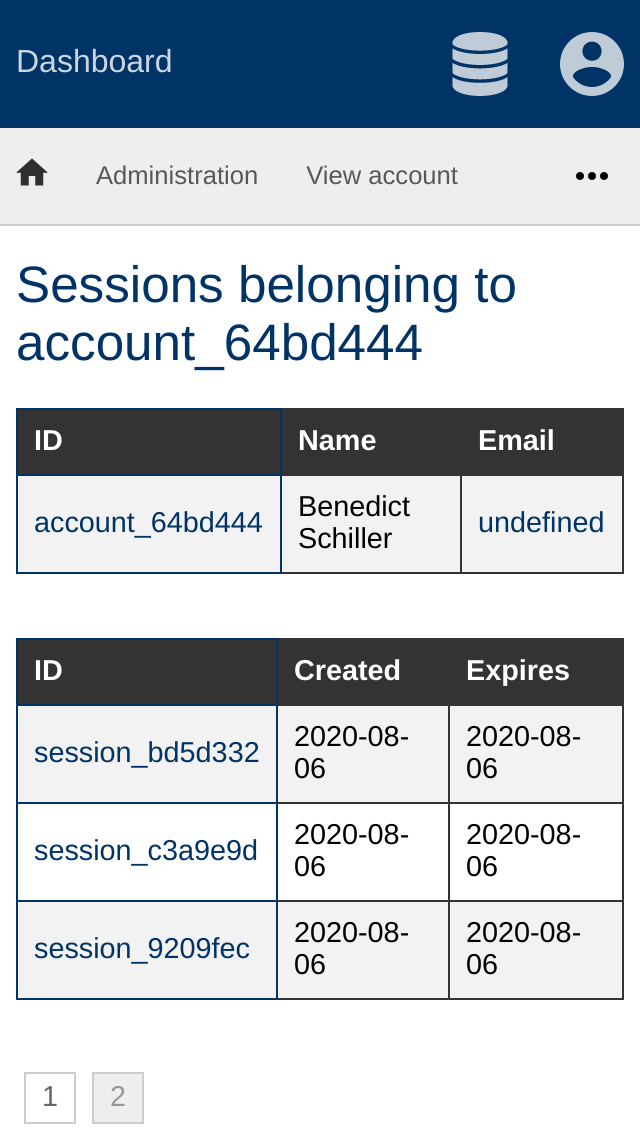 Dashboard
Administration View account
Sessions belonging to
account_64bd444
ID Name Email
account_64bd444 Benedict Schiller undefined
ID Created Expires
session_bd5d332 2020-08-06 2020-08-06
session_c3a9e9d 2020-08-06 2020-08-06
session_9209fec 2020-08-06 2020-08-06
1 2